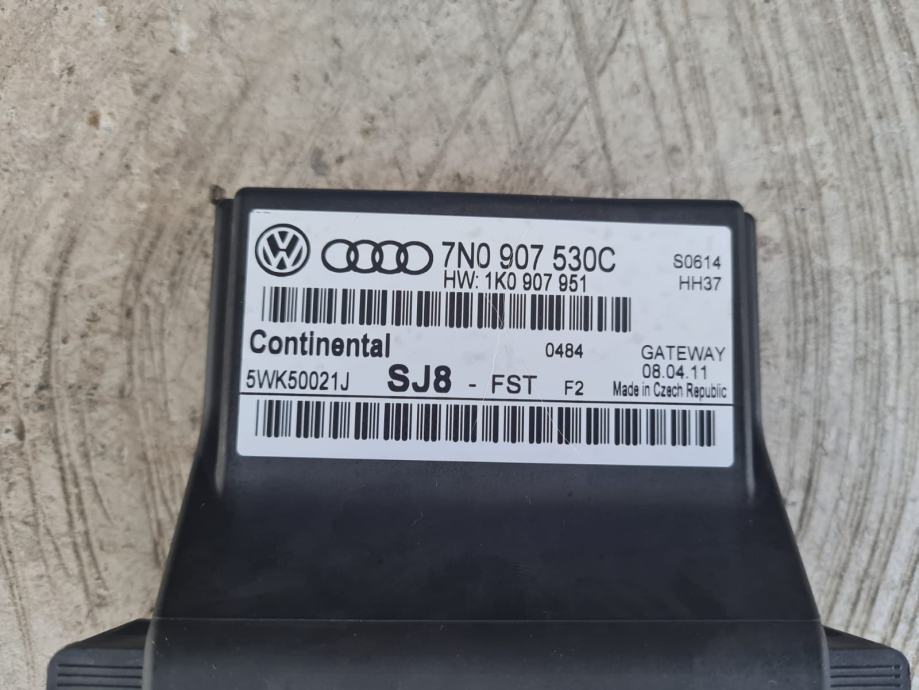 7N0 907 530C S0614
HW: 1K0 907 951 HH37
Continental 0484 GATEWAY
08.04.11
5WK50021J SJ8 - FST F2 Made in Czech Republic